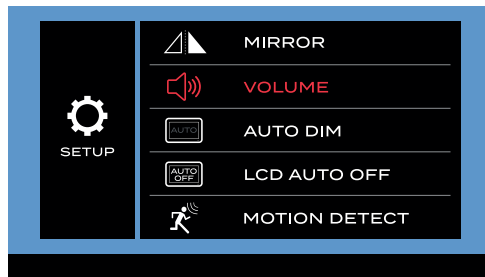 MIRROR
VOLUME
SETUP
AUTO
AUTO DIM
AUTO
OFF
LCD AUTO OFF
MOTION DETECT